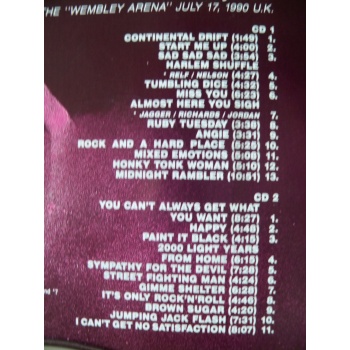 THE "WEMBLEY ARENA" JULY 17, 1990 U.K.
CD 1
CONTINENTAL DRIFT (1:49) 1.
START ME UP (4:00) 2.
SAD SAD SAD (3:54) 3.
HARLEM SHUFFLE
' RELF / NELSON ' (4:27) 4.
TUMBLING DICE (4:32) 5.
MISS YOU (6:23) 6.
ALMOST HERE YOU SIGH
' JAGGER / RICHARDS / JORDAN 7.
RUBY TUESDAY (3:38) 8.
ANGIE (3:31) 9.
ROCK AND A HARD PLACE (5:25) 10.
MIXED EMOTIONS (5:08) 11.
HONKY TONK WOMAN (5:10) 12.
MIDNIGHT RAMBLER (10:51) 13.
CD 2
YOU CAN'T ALWAYS GET WHAT
YOU WANT (8:27) 1.
HAPPY (4:48) 2.
PAINT IT BLACK (4:15) 3.
2000 LIGHT YEARS
FROM HOME (8:15) 4.
SYMPATHY FOR THE DEVIL (7:28) 5.
STREET FIGHTING MAN (4:24) 6.
GIMME SHELTER (6:28) 7.
IT'S ONLY ROCK'N'ROLL (4:48) 8.
BROWN SUGAR (4:20) 9.
JUMPING JACK FLASH (7:31) 10.
I CAN'T GET NO SATISFACTION (8:07) 11.